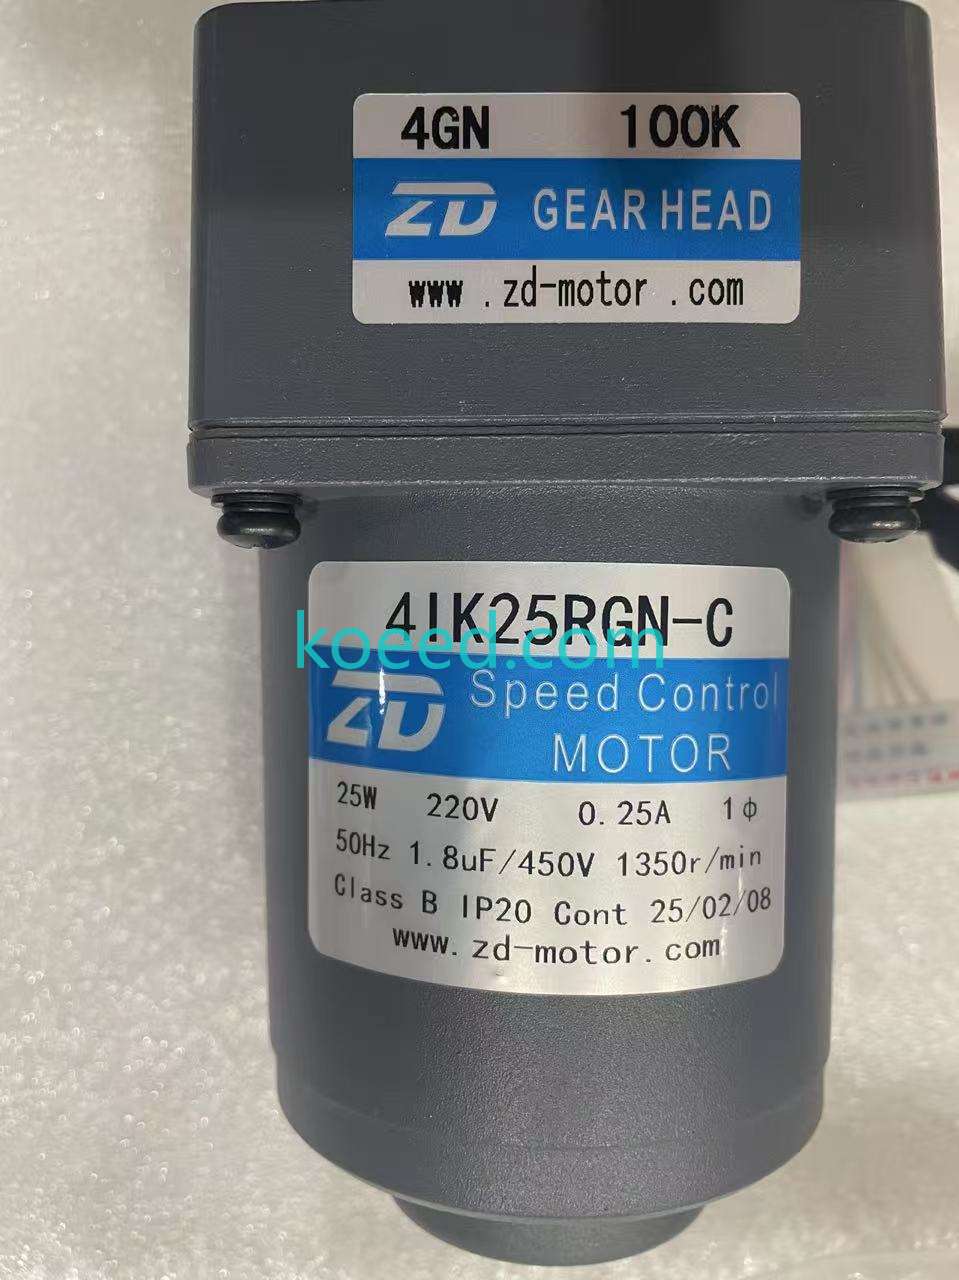 4GN 100K
ZD GEAR HEAD
www.zd-motor.com
4IK25RGN-C
koeed.com
ZD Speed Control
MOTOR
25W 220V 0.25A 1ф
50Hz 1.8uF/450V 1350r/min
Class B IP20 Cont 25/02/08
www.zd-motor.com